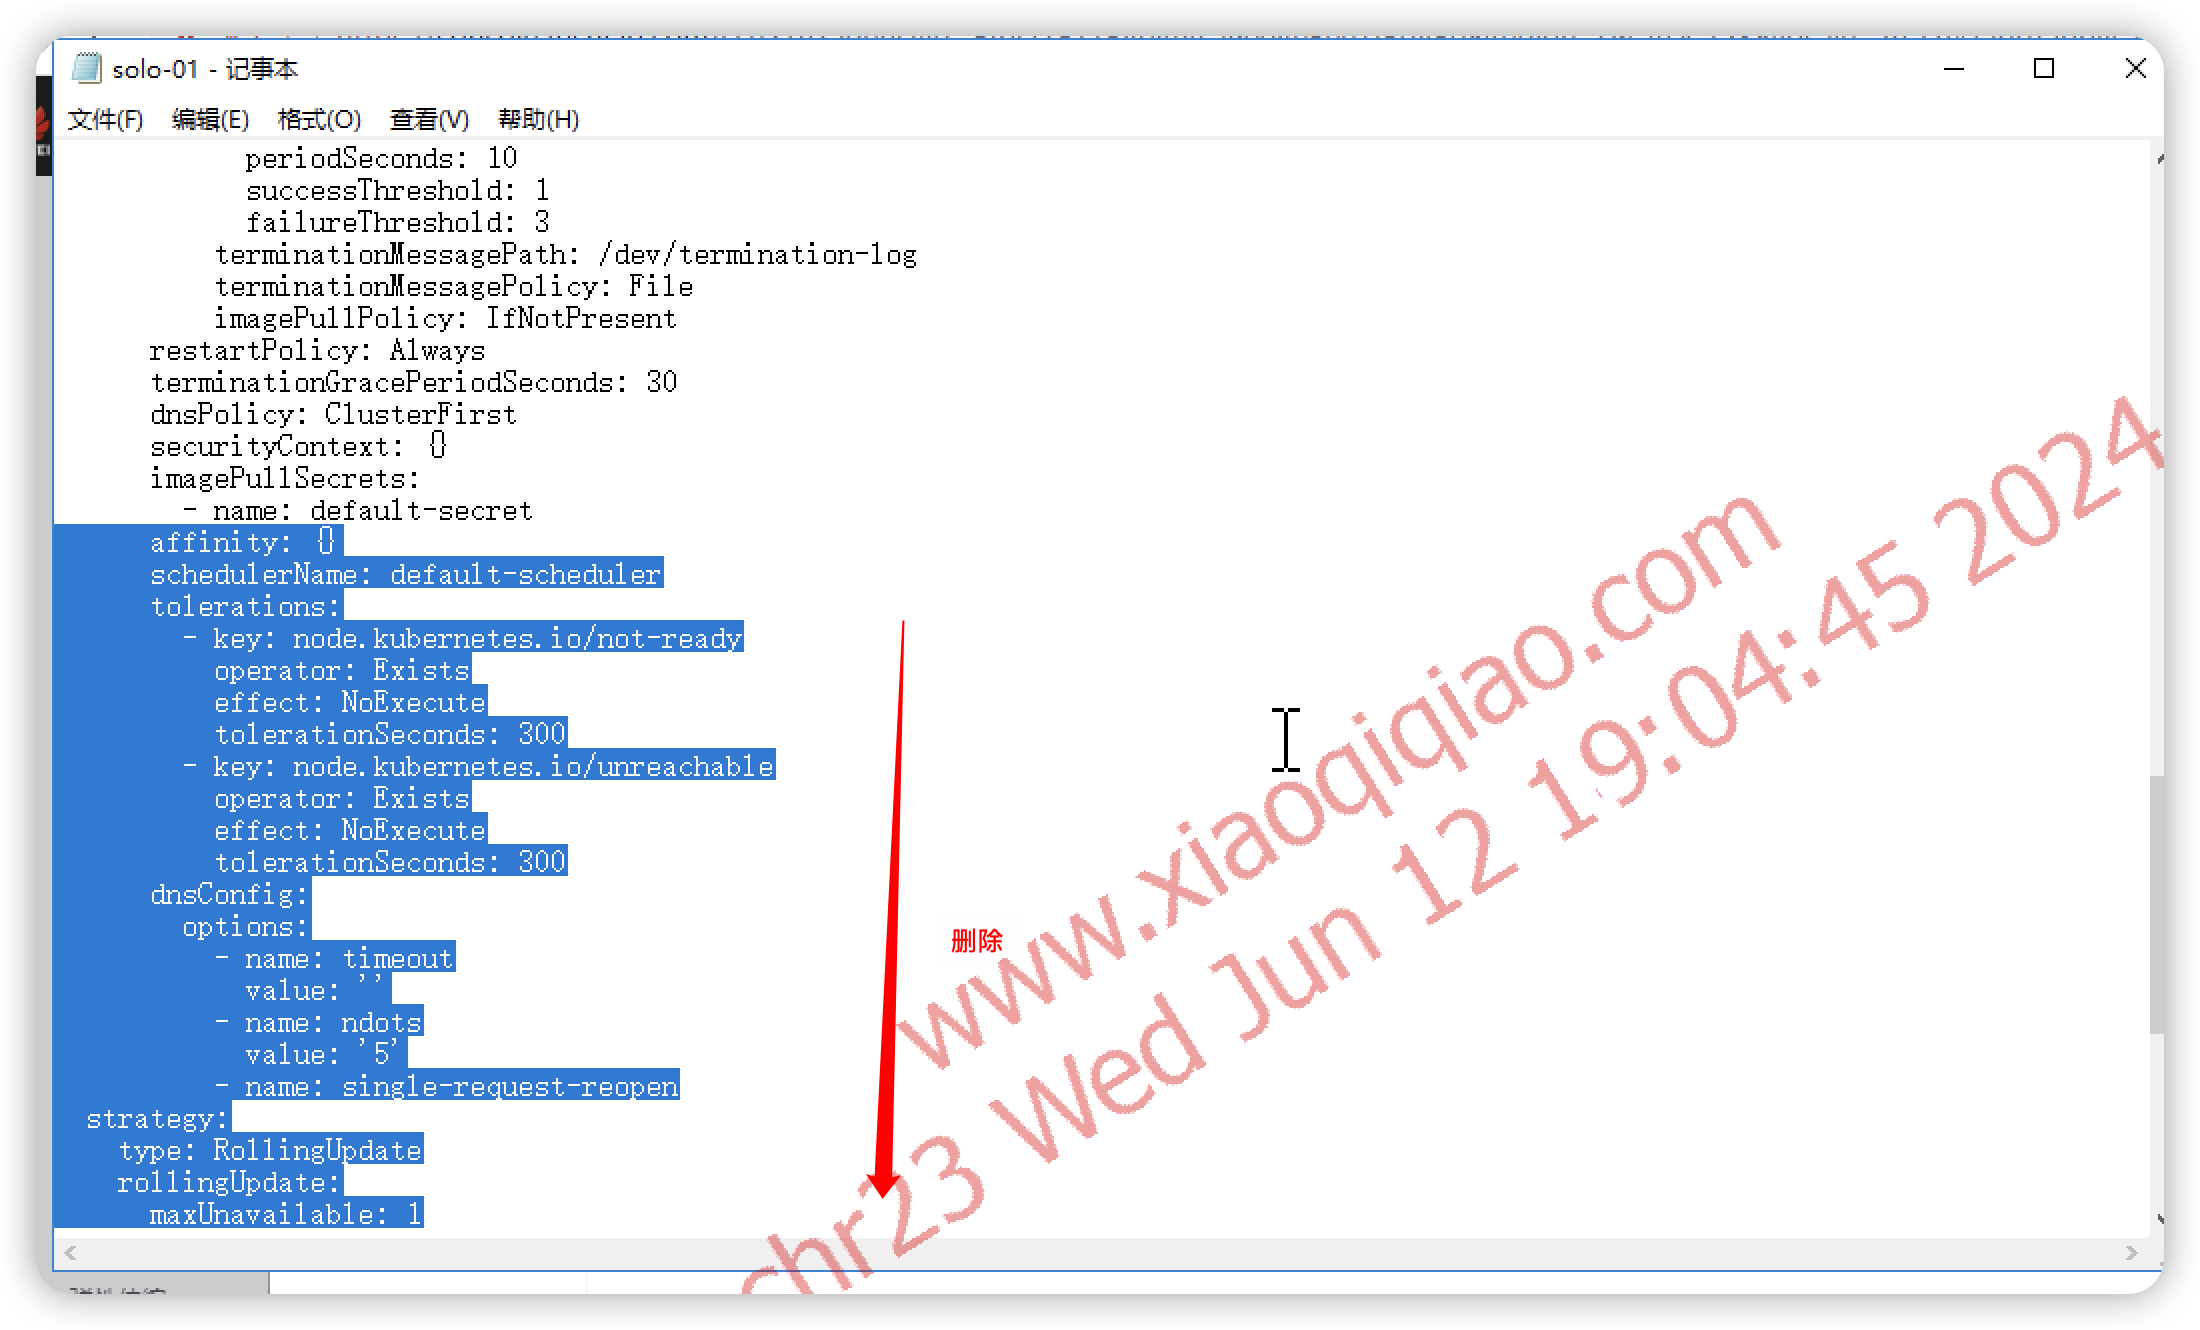 solo-01 - 记事本
文件(F) 编辑(E) 格式(O) 查看(V) 帮助(H)
periodSeconds: 10
successThreshold: 1
failureThreshold: 3
terminationMessagePath: /dev/termination-log
terminationMessagePolicy: File
imagePullPolicy: IfNotPresent
restartPolicy: Always
terminationGracePeriodSeconds: 30
dnsPolicy: ClusterFirst
securityContext: {}
imagePullSecrets:
- name: default-secret
affinity: {}
schedulerName: default-scheduler
tolerations:
- key: node.kubernetes.io/not-ready
operator: Exists
effect: NoExecute
tolerationSeconds: 300
- key: node.kubernetes.io/unreachable
operator: Exists
effect: NoExecute
tolerationSeconds: 300
dnsConfig:
options:
- name: timeout
value: ''
- name: ndots
value: '5'
- name: single-request-reopen
strategy:
type: RollingUpdate
rollingUpdate:
maxUnavailable: 1
删除
www.xiaoqiqiao.com
chr23 Wed Jun 12 19:04:45 2024